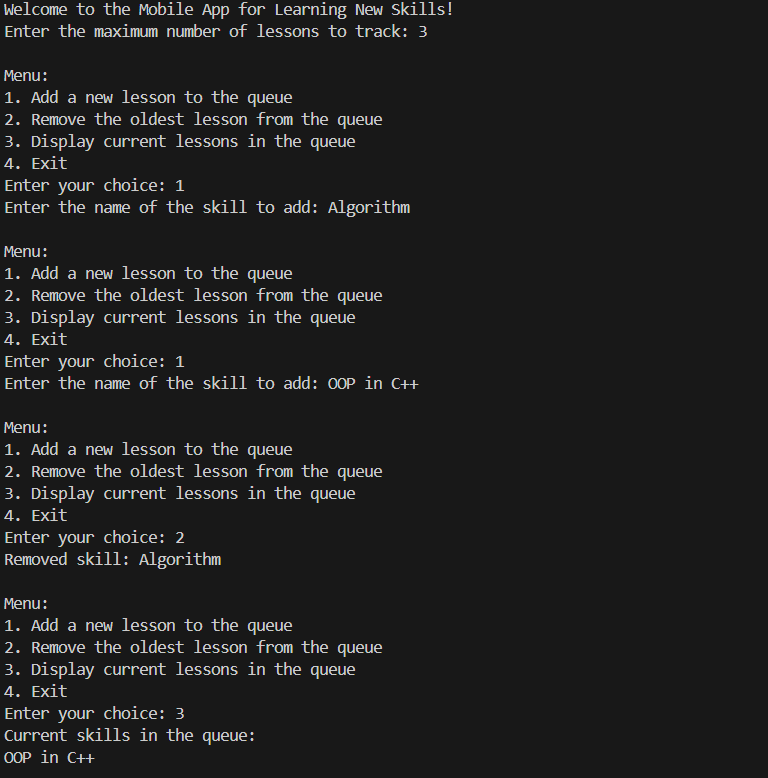 Welcome to the Mobile App for Learning New Skills!
Enter the maximum number of lessons to track: 3
Menu:
1. Add a new lesson to the queue
2. Remove the oldest lesson from the queue
3. Display current lessons in the queue
4. Exit
Enter your choice: 1
Enter the name of the skill to add: Algorithm
Menu:
1. Add a new lesson to the queue
2. Remove the oldest lesson from the queue
3. Display current lessons in the queue
4. Exit
Enter your choice: 1
Enter the name of the skill to add: OOP in C++
Menu:
1. Add a new lesson to the queue
2. Remove the oldest lesson from the queue
3. Display current lessons in the queue
4. Exit
Enter your choice: 2
Removed skill: Algorithm
Menu:
1. Add a new lesson to the queue
2. Remove the oldest lesson from the queue
3. Display current lessons in the queue
4. Exit
Enter your choice: 3
Current skills in the queue:
OOP in C++